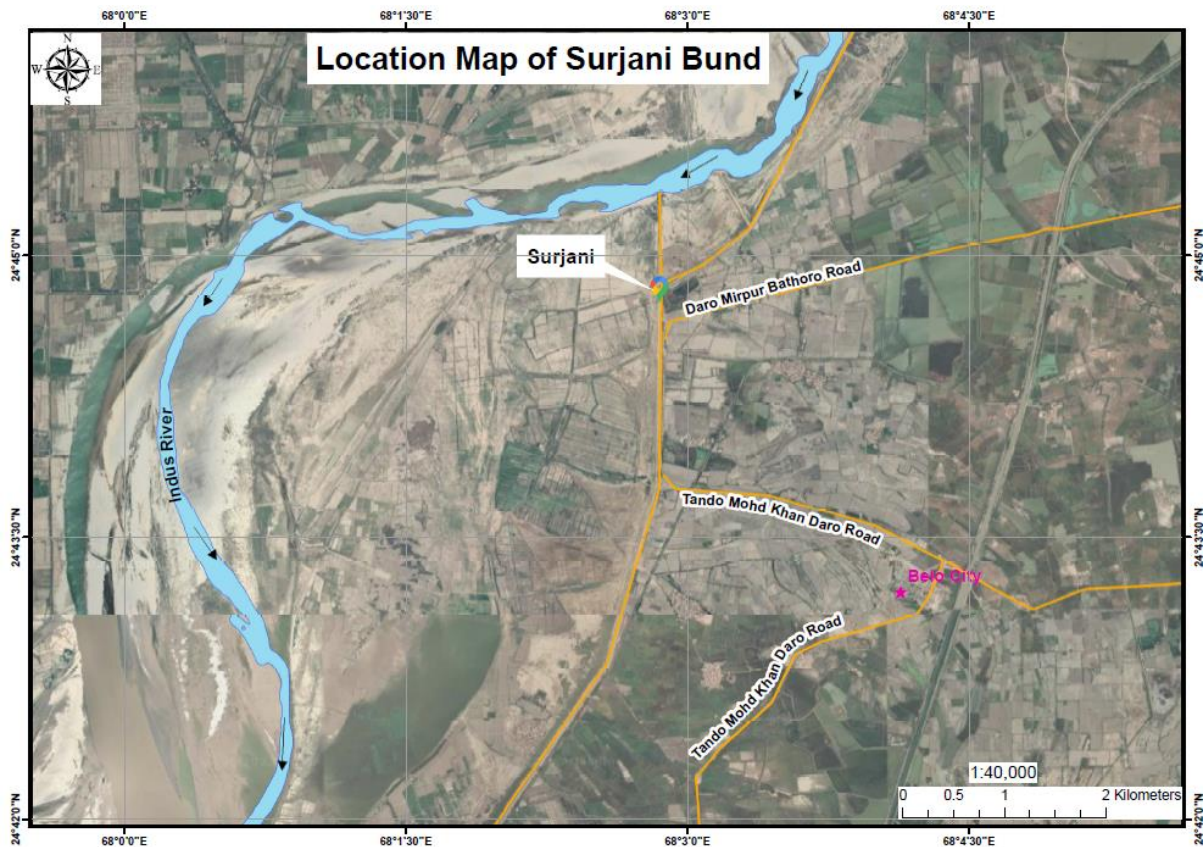 68°0'0"E 68°1'30"E 68°3'0"E 68°4'30"E
N
W E
S
Location Map of Surjani Bund
24°45'0"N 24°45'0"N
Surjani
Daro Mirpur Bathoro Road
Indus River
Tando Mohd Khan Daro Road
24°43'30"N 24°43'30"N
Belo City
Tando Mohd Khan Daro Road
1:40,000
0 0.5 1 2 Kilometers
24°42'0"N 24°42'0"N
68°0'0"E 68°1'30"E 68°3'0"E 68°4'30"E